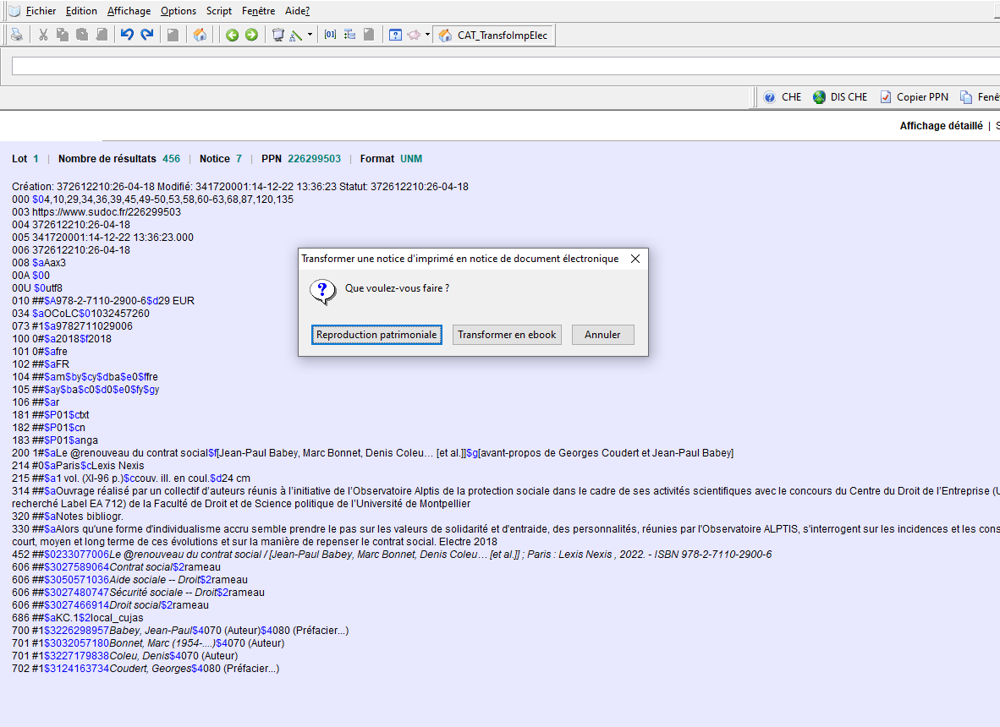 Fichier Edition Affichage Options Script Fenêtre Aide?
[01] CAT_TransfoImpElec
CHE DIS CHE Copier PPN Fenê
Affichage détaillé | S
Lot 1 | Nombre de résultats 456 | Notice 7 | PPN 226299503 | Format UNM
Création: 372612210:26-04-18 Modifié: 341720001:14-12-22 13:36:23 Statut: 372612210:26-04-18
000 $04,10,29,34,36,39,45,49-50,53,58,60-63,68,87,120,135
003 https://www.sudoc.fr/226299503
004 372612210:26-04-18
005 341720001:14-12-22 13:36:23.000
006 372612210:26-04-18
008 $aAax3
00A $00
00U $0utf8
010 ##$A978-2-7110-2900-6$d29 EUR
034 $aOCoLC$01032457260
073 #1$a9782711029006
100 0#$a2018$f2018
101 0#$afre
102 ##$aFR
104 ##$am$by$cy$dba$e0$ffre
105 ##$ay$ba$c0$d0$e0$fy$gy
106 ##$ar
181 ##$P01$ctxt
182 ##$P01$cn
183 ##$P01$anga
200 1#$aLe @renouveau du contrat social$f[Jean-Paul Babey, Marc Bonnet, Denis Coleu… [et al.]]$g[avant-propos de Georges Coudert et Jean-Paul Babey]
214 #0$aParis$cLexis Nexis
215 ##$a1 vol. (XI-96 p.)$ccouv. ill. en coul.$d24 cm
314 ##$aOuvrage réalisé par un collectif d’auteurs réunis à l’initiative de l’Observatoire Alptis de la protection sociale dans le cadre de ses activités scientifiques avec le concours du Centre du Droit de l’Entreprise (U
recherché Label EA 712) de la Faculté de Droit et de Science politique de l’Université de Montpellier
320 ##$aNotes bibliogr.
330 ##$aAlors qu'une forme d'individualisme accru semble prendre le pas sur les valeurs de solidarité et d'entraide, des personnalités, réunies par l'Observatoire ALPTIS, s'interrogent sur les incidences et les cons
court, moyen et long terme de ces évolutions et sur la manière de repenser le contrat social. Electre 2018
452 ##$0233077006Le @renouveau du contrat social / [Jean-Paul Babey, Marc Bonnet, Denis Coleu… [et al.]] ; Paris : Lexis Nexis , 2022. - ISBN 978-2-7110-2900-6
606 ##$3027589064Contrat social$2rameau
606 ##$3050571036Aide sociale -- Droit$2rameau
606 ##$3027480747Sécurité sociale -- Droit$2rameau
606 ##$3027466914Droit social$2rameau
686 ##$aKC.1$2local_cujas
700 #1$3226298957Babey, Jean-Paul$4070 (Auteur)$4080 (Préfacier...)
701 #1$3032057180Bonnet, Marc (1954-....)$4070 (Auteur)
701 #1$3227179838Coleu, Denis$4070 (Auteur)
702 #1$3124163734Coudert, Georges$4080 (Préfacier...)
Transformer une notice d'imprimé en notice de document électronique
Que voulez-vous faire ?
Reproduction patrimoniale Transformer en ebook Annuler